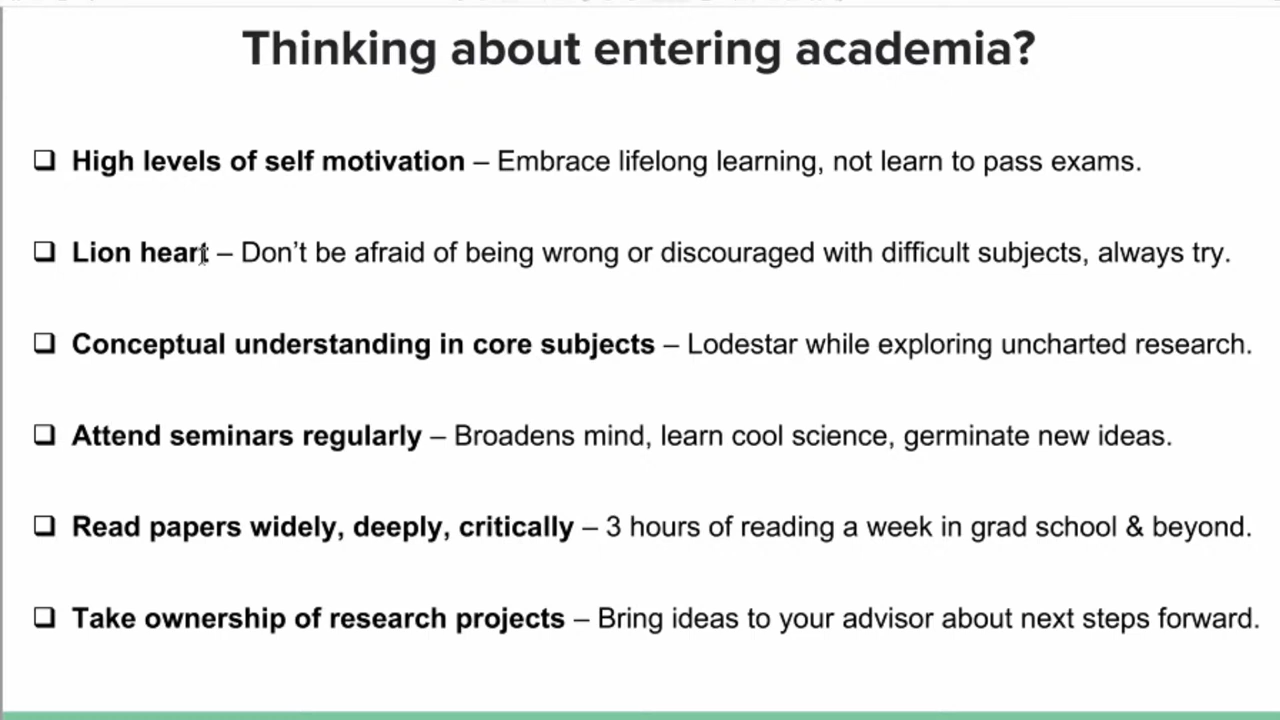 Thinking about entering academia?
❑ High levels of self motivation – Embrace lifelong learning, not learn to pass exams.
❑ Lion heart – Don’t be afraid of being wrong or discouraged with difficult subjects, always try.
❑ Conceptual understanding in core subjects – Lodestar while exploring uncharted research.
❑ Attend seminars regularly – Broadens mind, learn cool science, germinate new ideas.
❑ Read papers widely, deeply, critically – 3 hours of reading a week in grad school & beyond.
❑ Take ownership of research projects – Bring ideas to your advisor about next steps forward.